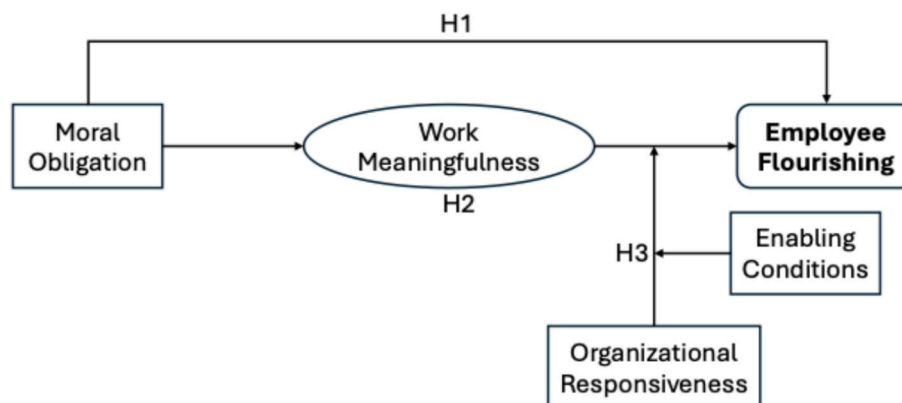 H1
Moral
Obligation
Work
Meaningfulness
H2
Employee
Flourishing
H3
Enabling
Conditions
Organizational
Responsiveness